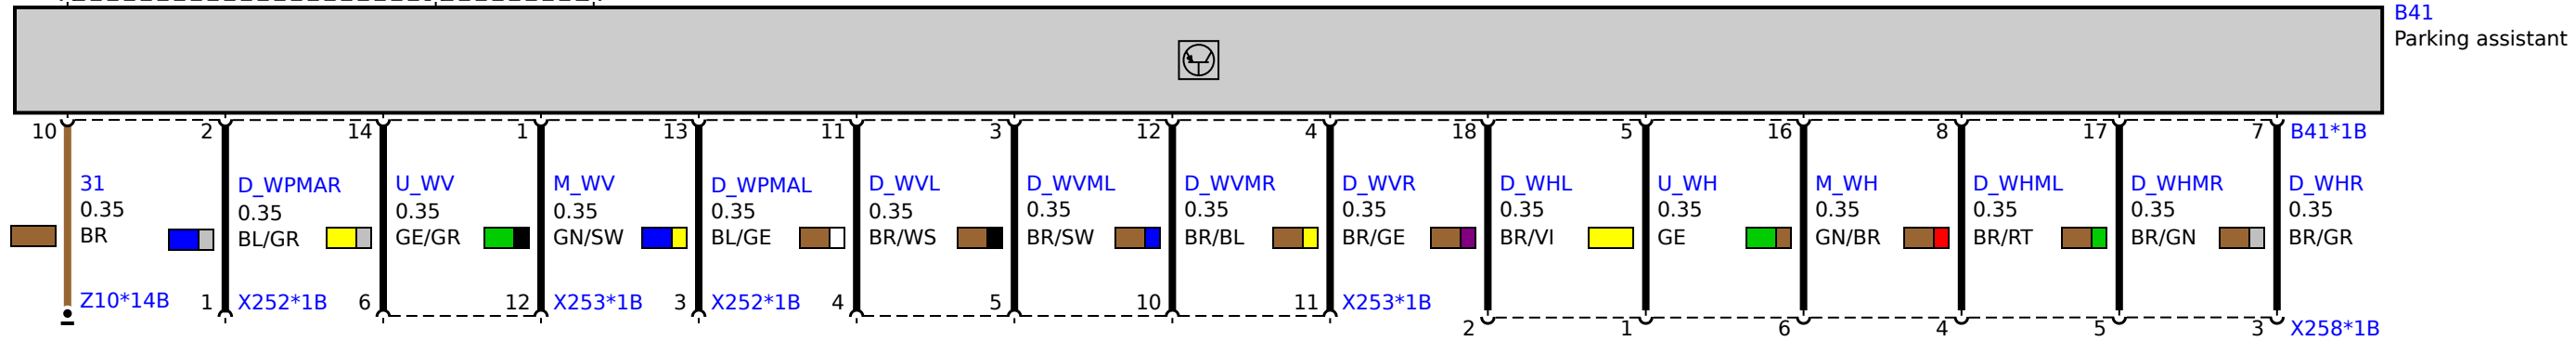 B41
Parking assistant
10 2 14 1 13 11 3 12 4 18 5 16 8 17 7 B41*1B
31 D_WPMAR U_WV M_WV D_WPMAL D_WVL D_WVML D_WVMR D_WVR D_WHL U_WH M_WH D_WHML D_WHMR D_WHR
0.35 0.35 0.35 0.35 0.35 0.35 0.35 0.35 0.35 0.35 0.35 0.35 0.35 0.35 0.35
BR BL/GR GE/GR GN/SW BL/GE BR/WS BR/SW BR/BL BR/GE BR/VI GE GN/BR BR/RT BR/GN BR/GR
Z10*14B 1 X252*1B 6 12 X253*1B 3 X252*1B 4 5 10 11 X253*1B
2 1 6 4 5 3 X258*1B